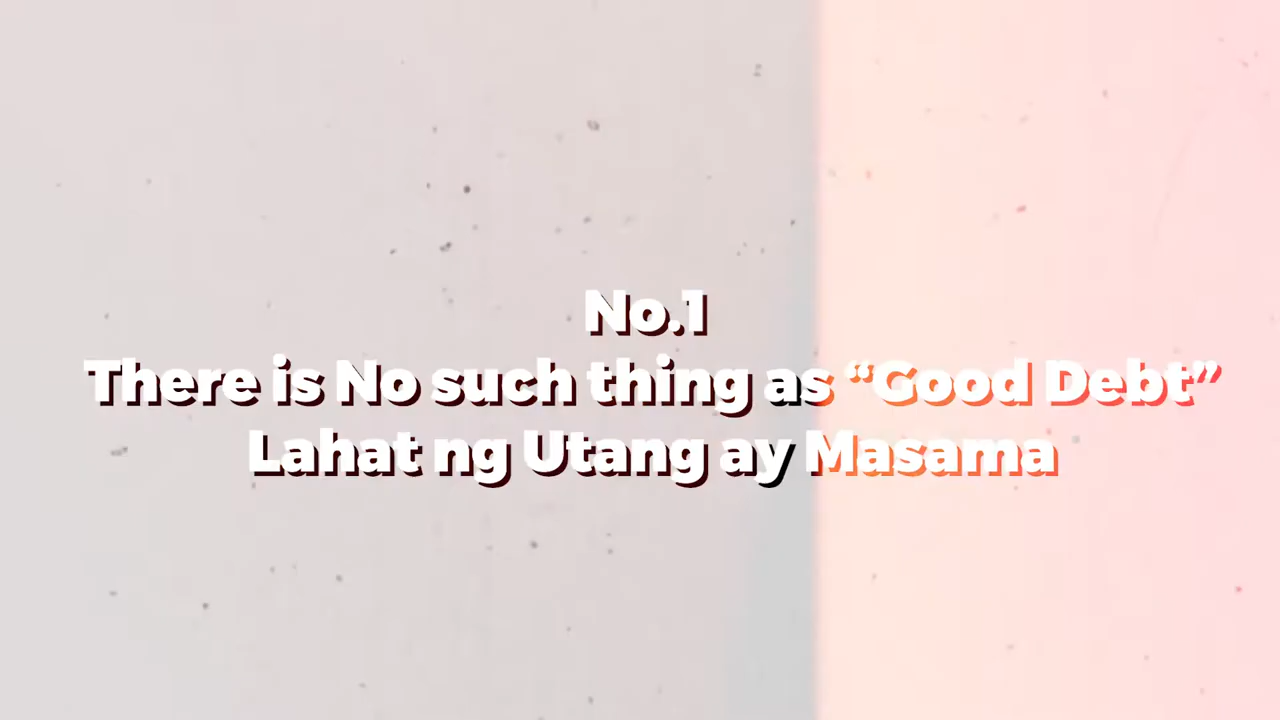 No.1
There is No such thing as “Good Debt”
Lahat ng Utang ay Masama